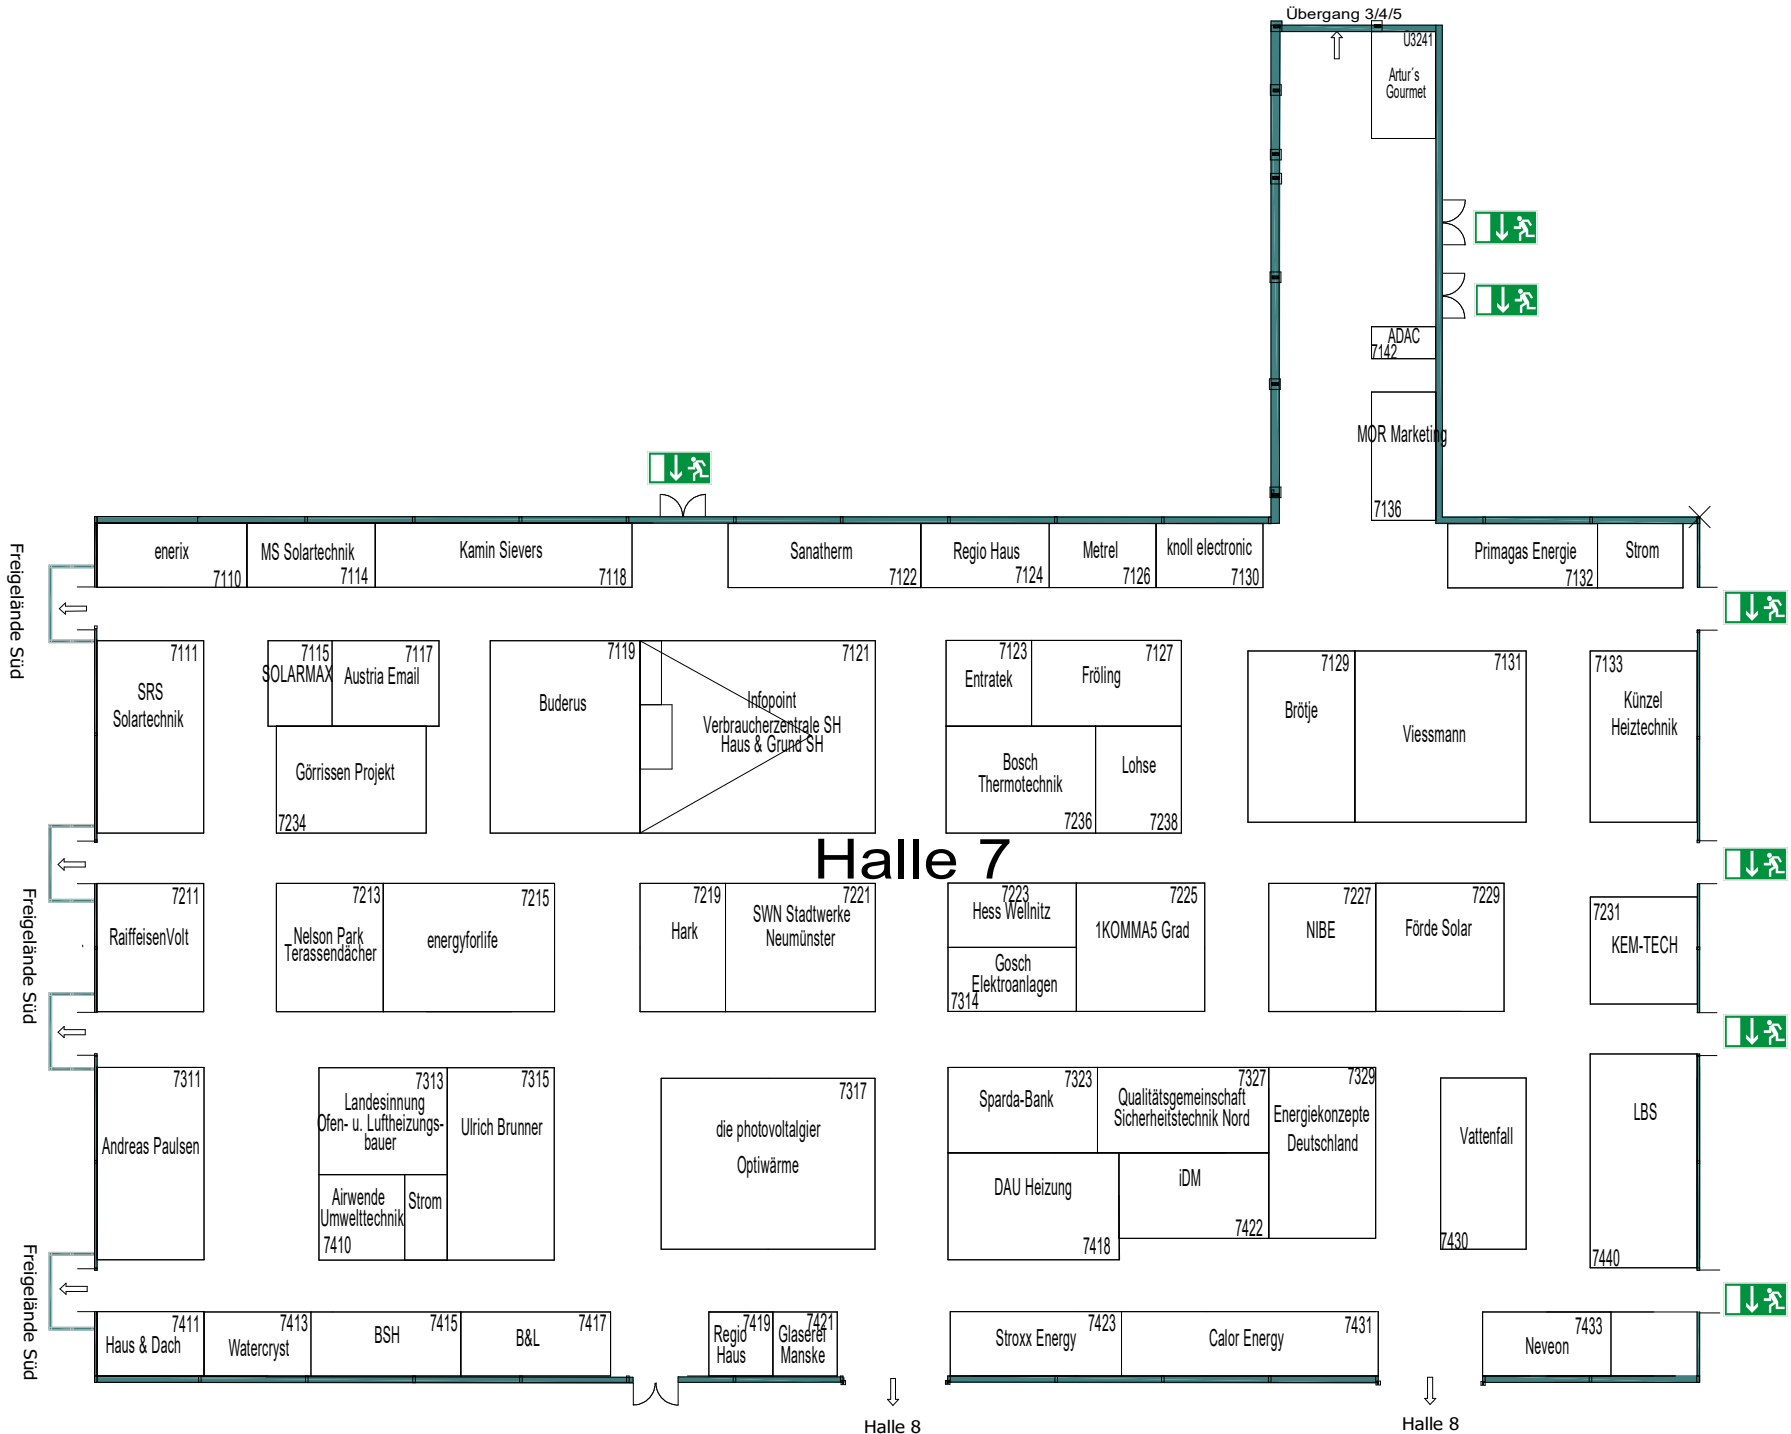 Übergang 3/4/5
Ü3241
Artur´s
Gourmet
ADAC
7142
MOR Marketing
7136
enerix
7110
MS Solartechnik
7114
Kamin Sievers
7118
Sanatherm
7122
Regio Haus
7124
Metrel
7126
knoll electronic
7130
Primagas Energie
7132
Strom
Freigelände Süd
7111
SRS
Solartechnik
7115
SOLARMAX
7117
Austria Email
Görrissen Projekt
7234
7119
Buderus
7121
Infopoint
Verbraucherzentrale SH
Haus & Grund SH
7123
Entratek
7127
Fröling
Bosch
Thermotechnik
7236
Lohse
7238
7129
Brötje
7131
Viessmann
7133
Künzel
Heiztechnik
Halle 7
Freigelände Süd
7211
RaiffeisenVolt
7213
Nelson Park
Terassendächer
7215
energyforlife
7219
Hark
7221
SWN Stadtwerke
Neumünster
7223
Hess Wellnitz
Gosch
Elektroanlagen
7314
7225
1KOMMA5 Grad
7227
NIBE
7229
Förde Solar
7231
KEM-TECH
7311
Andreas Paulsen
7313
Landesinnung
Ofen- u. Luftheizungs-
bauer
Airwende
Umwelttechnik
7410
Strom
7315
Ulrich Brunner
7317
die photovoltalgier
Optiwärme
7323
Sparda-Bank
7327
Qualitätsgemeinschaft
Sicherheitstechnik Nord
7329
Energiekonzepte
Deutschland
DAU Heizung
7418
iDM
7422
Vattenfall
7430
LBS
7440
Freigelände Süd
7411
Haus & Dach
7413
Watercryst
7415
BSH
7417
B&L
7419
Regio
Haus
7421
Glaserei
Manske
7423
Stroxx Energy
7431
Calor Energy
7433
Neveon
Halle 8
Halle 8